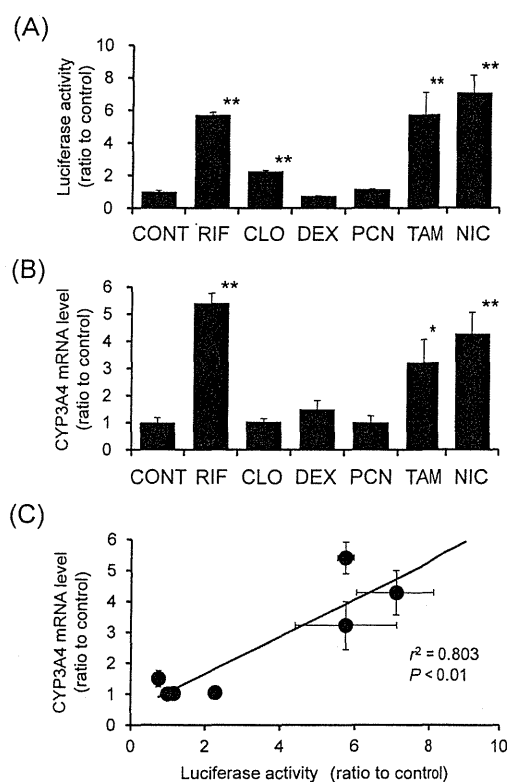 (A)
Luciferase activity
(ratio to control)
10
8
6
4
2
0
**
**
**
**
CONT RIF CLO DEX PCN TAM NIC
(B)
CYP3A4 mRNA level
(ratio to control)
6
5
4
3
2
1
0
**
*
**
CONT RIF CLO DEX PCN TAM NIC
(C)
CYP3A4 mRNA level
(ratio to control)
6
5
4
3
2
1
0
r² = 0.803
P < 0.01
0 2 4 6 8 10
Luciferase activity (ratio to control)